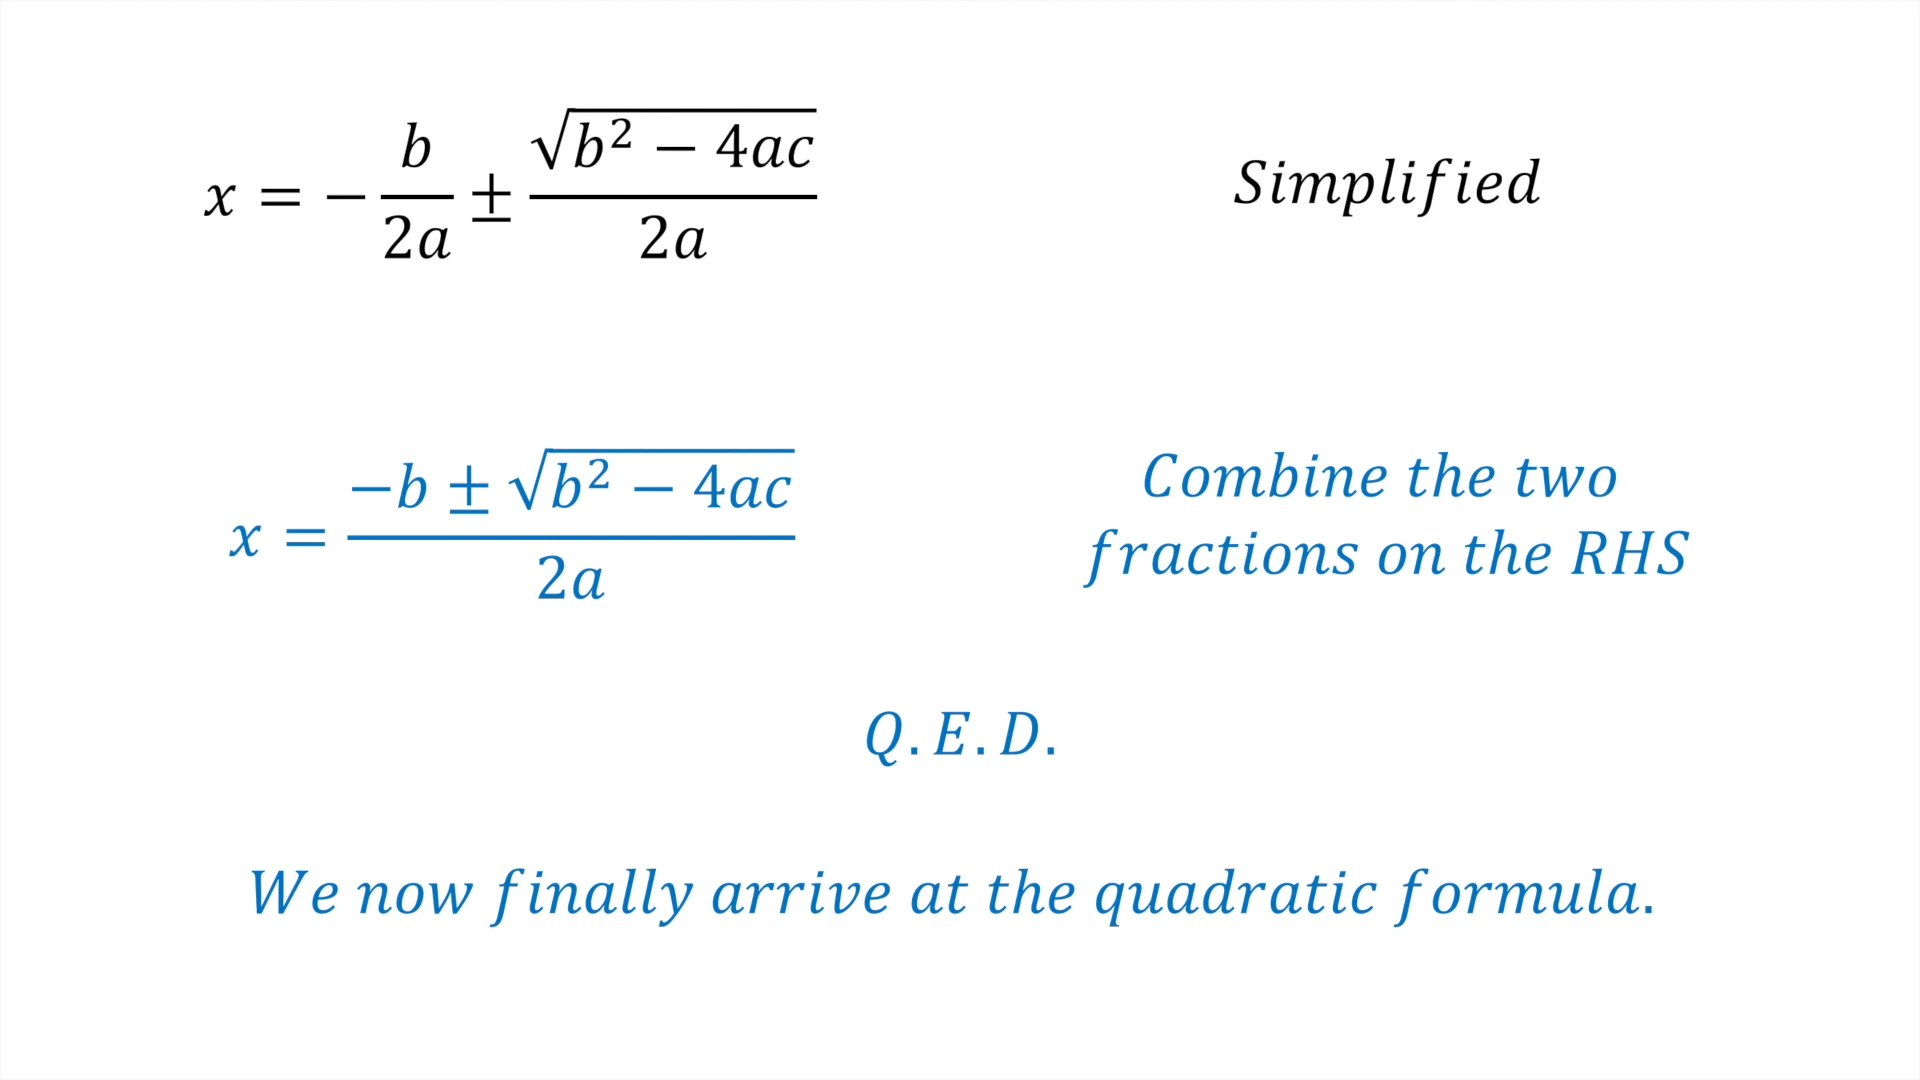 x = − b/2a ± √(b² − 4ac)/2a
Simplified
x = (−b ± √(b² − 4ac))/2a
Combine the two
fractions on the RHS
Q.E.D.
We now finally arrive at the quadratic formula.